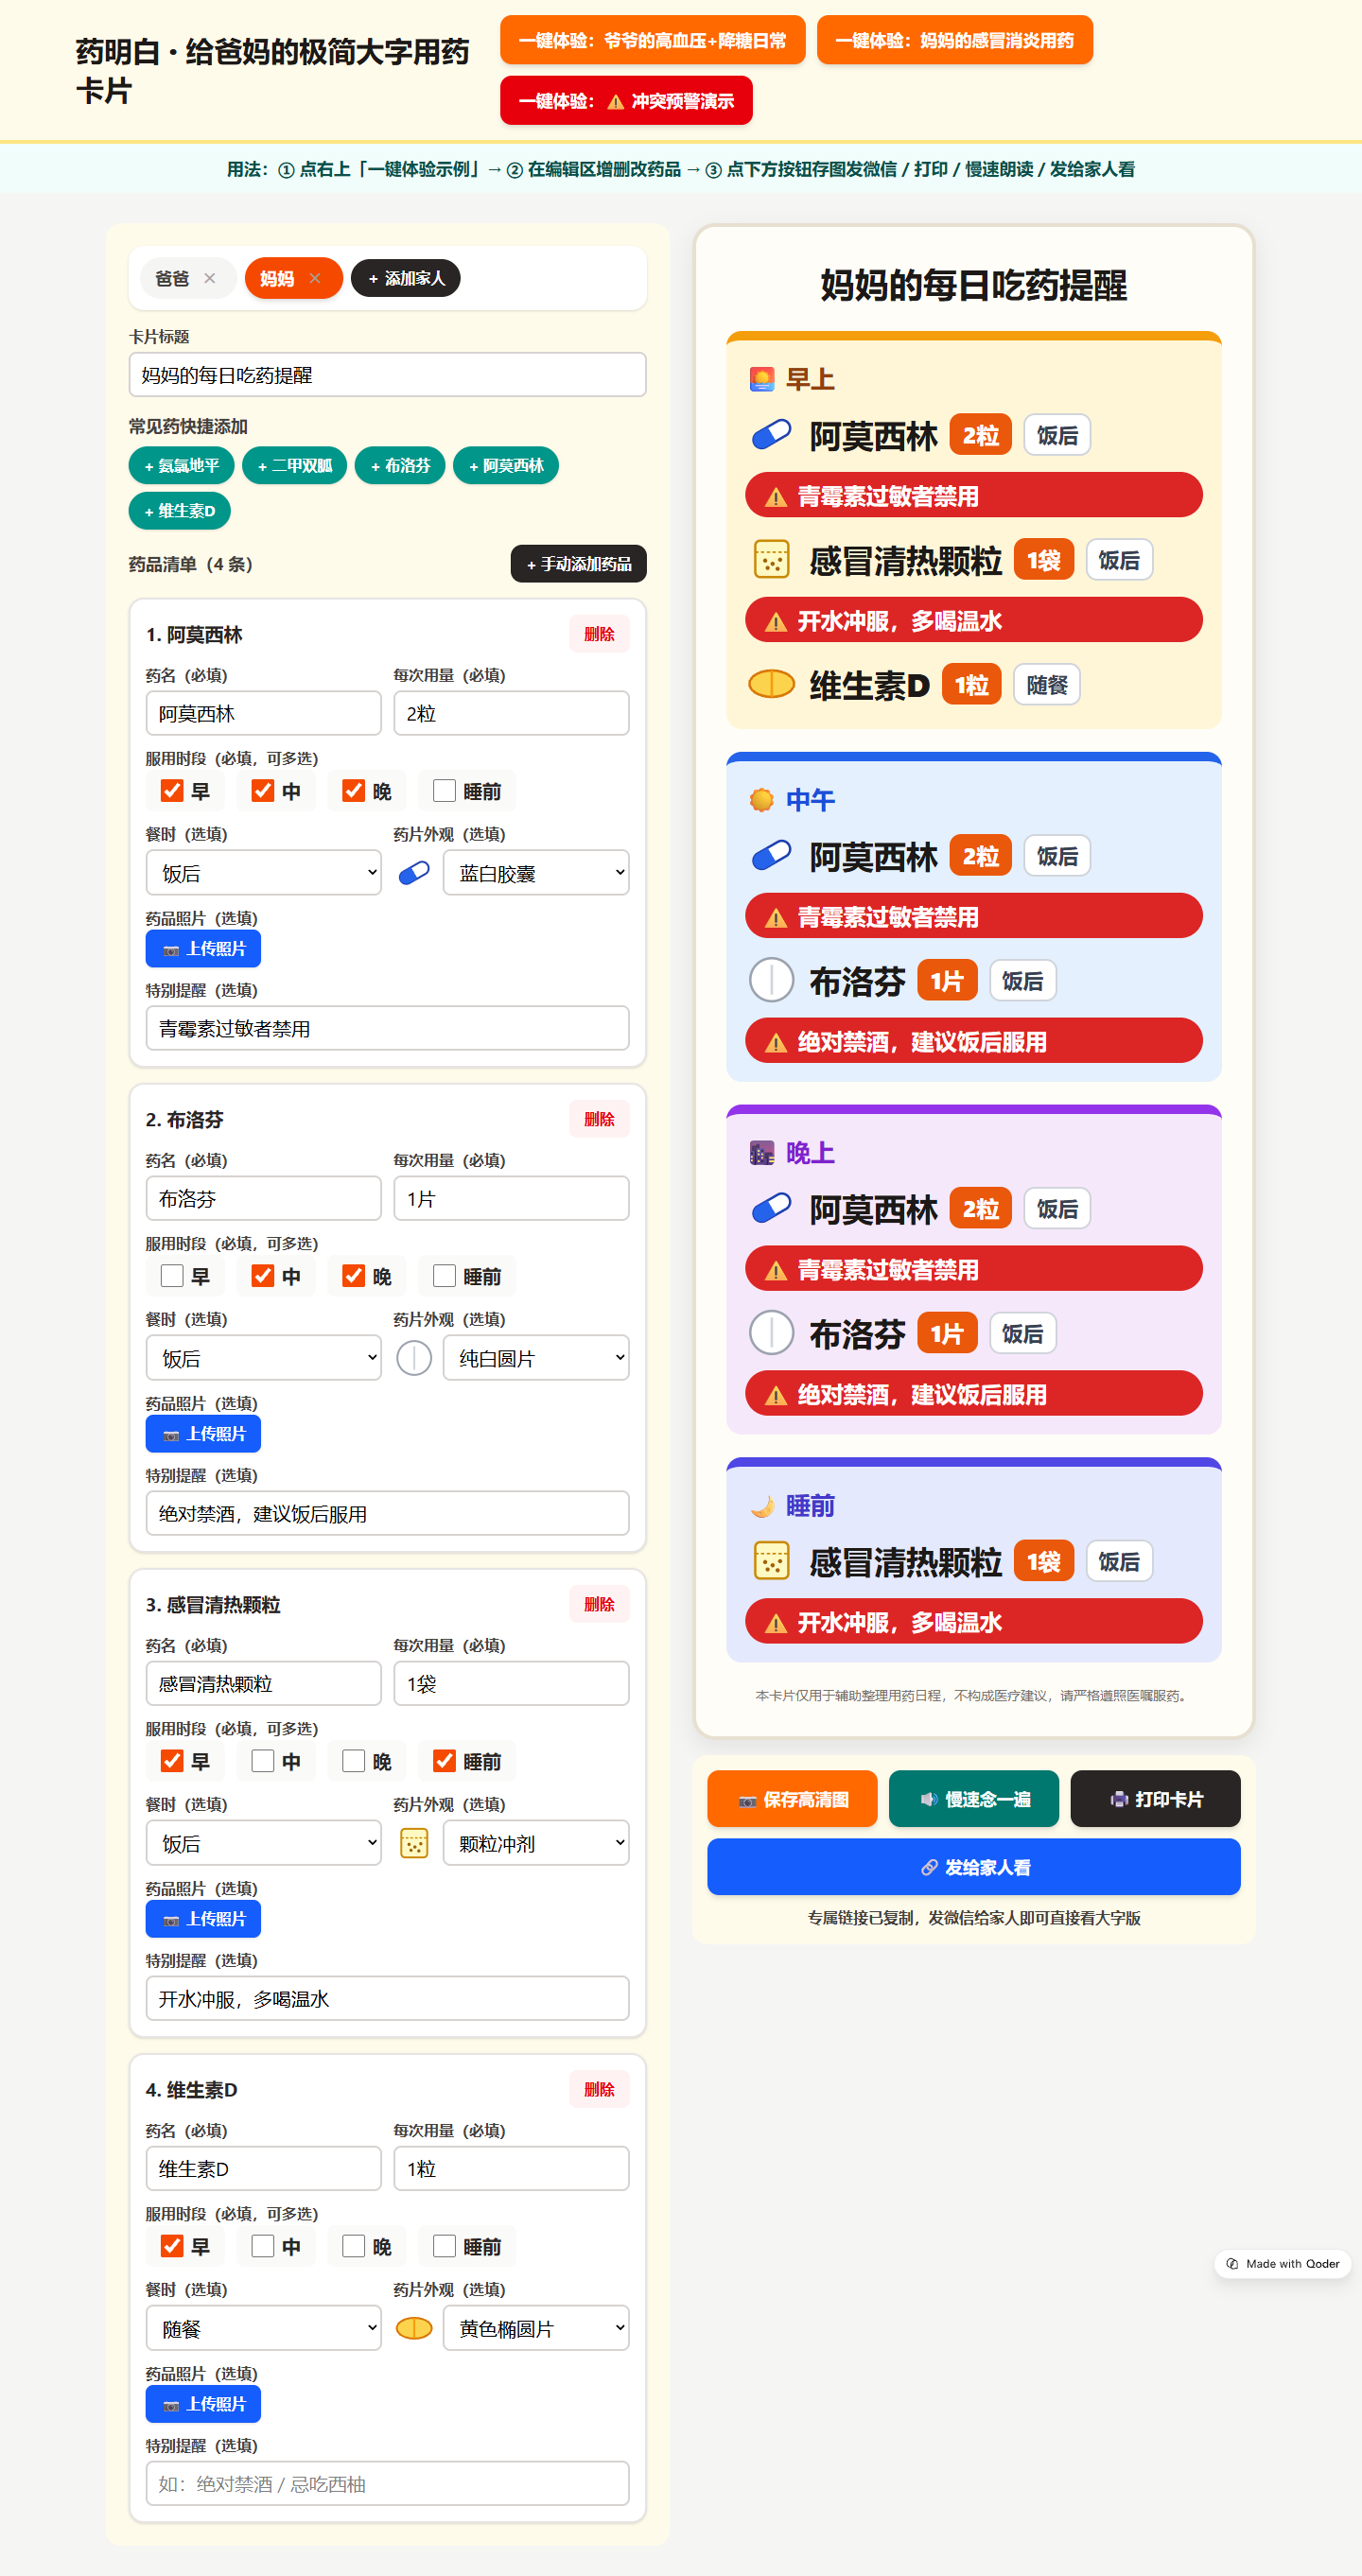 药明白 · 给爸妈的极简大字用药
卡片
一键体验：爷爷的高血压+降糖日常
一键体验：妈妈的感冒消炎用药
一键体验：⚠️ 冲突预警演示
用法：① 点右上「一键体验示例」→ ② 在编辑区增删改药品 → ③ 点下方按钮存图发微信 / 打印 / 慢速朗读 / 发给家人看
爸爸 ×
妈妈 ×
+ 添加家人
卡片标题
妈妈的每日吃药提醒
常见药快捷添加
+ 氨氯地平
+ 二甲双胍
+ 布洛芬
+ 阿莫西林
+ 维生素D
药品清单（4 条）
+ 手动添加药品
1. 阿莫西林
删除
药名（必填）
每次用量（必填）
阿莫西林
2粒
服用时段（必填，可多选）
早
中
晚
睡前
餐时（选填）
药片外观（选填）
饭后
蓝白胶囊
药品照片（选填）
上传照片
特别提醒（选填）
青霉素过敏者禁用
2. 布洛芬
删除
药名（必填）
每次用量（必填）
布洛芬
1片
服用时段（必填，可多选）
早
中
晚
睡前
餐时（选填）
药片外观（选填）
饭后
纯白圆片
药品照片（选填）
上传照片
特别提醒（选填）
绝对禁酒，建议饭后服用
3. 感冒清热颗粒
删除
药名（必填）
每次用量（必填）
感冒清热颗粒
1袋
服用时段（必填，可多选）
早
中
晚
睡前
餐时（选填）
药片外观（选填）
饭后
颗粒冲剂
药品照片（选填）
上传照片
特别提醒（选填）
开水冲服，多喝温水
4. 维生素D
删除
药名（必填）
每次用量（必填）
维生素D
1粒
服用时段（必填，可多选）
早
中
晚
睡前
餐时（选填）
药片外观（选填）
随餐
黄色椭圆片
药品照片（选填）
上传照片
特别提醒（选填）
如：绝对禁酒 / 忌吃西柚
妈妈的每日吃药提醒
早上
阿莫西林 2粒 饭后
⚠️ 青霉素过敏者禁用
感冒清热颗粒 1袋 饭后
⚠️ 开水冲服，多喝温水
维生素D 1粒 随餐
中午
阿莫西林 2粒 饭后
⚠️ 青霉素过敏者禁用
布洛芬 1片 饭后
⚠️ 绝对禁酒，建议饭后服用
晚上
阿莫西林 2粒 饭后
⚠️ 青霉素过敏者禁用
布洛芬 1片 饭后
⚠️ 绝对禁酒，建议饭后服用
睡前
感冒清热颗粒 1袋 饭后
⚠️ 开水冲服，多喝温水
本卡片仅用于辅助整理用药日程，不构成医疗建议，请严格遵照医嘱服药。
保存高清图
慢速念一遍
打印卡片
发给家人看
专属链接已复制，发微信给家人即可直接看大字版
Made with Qoder